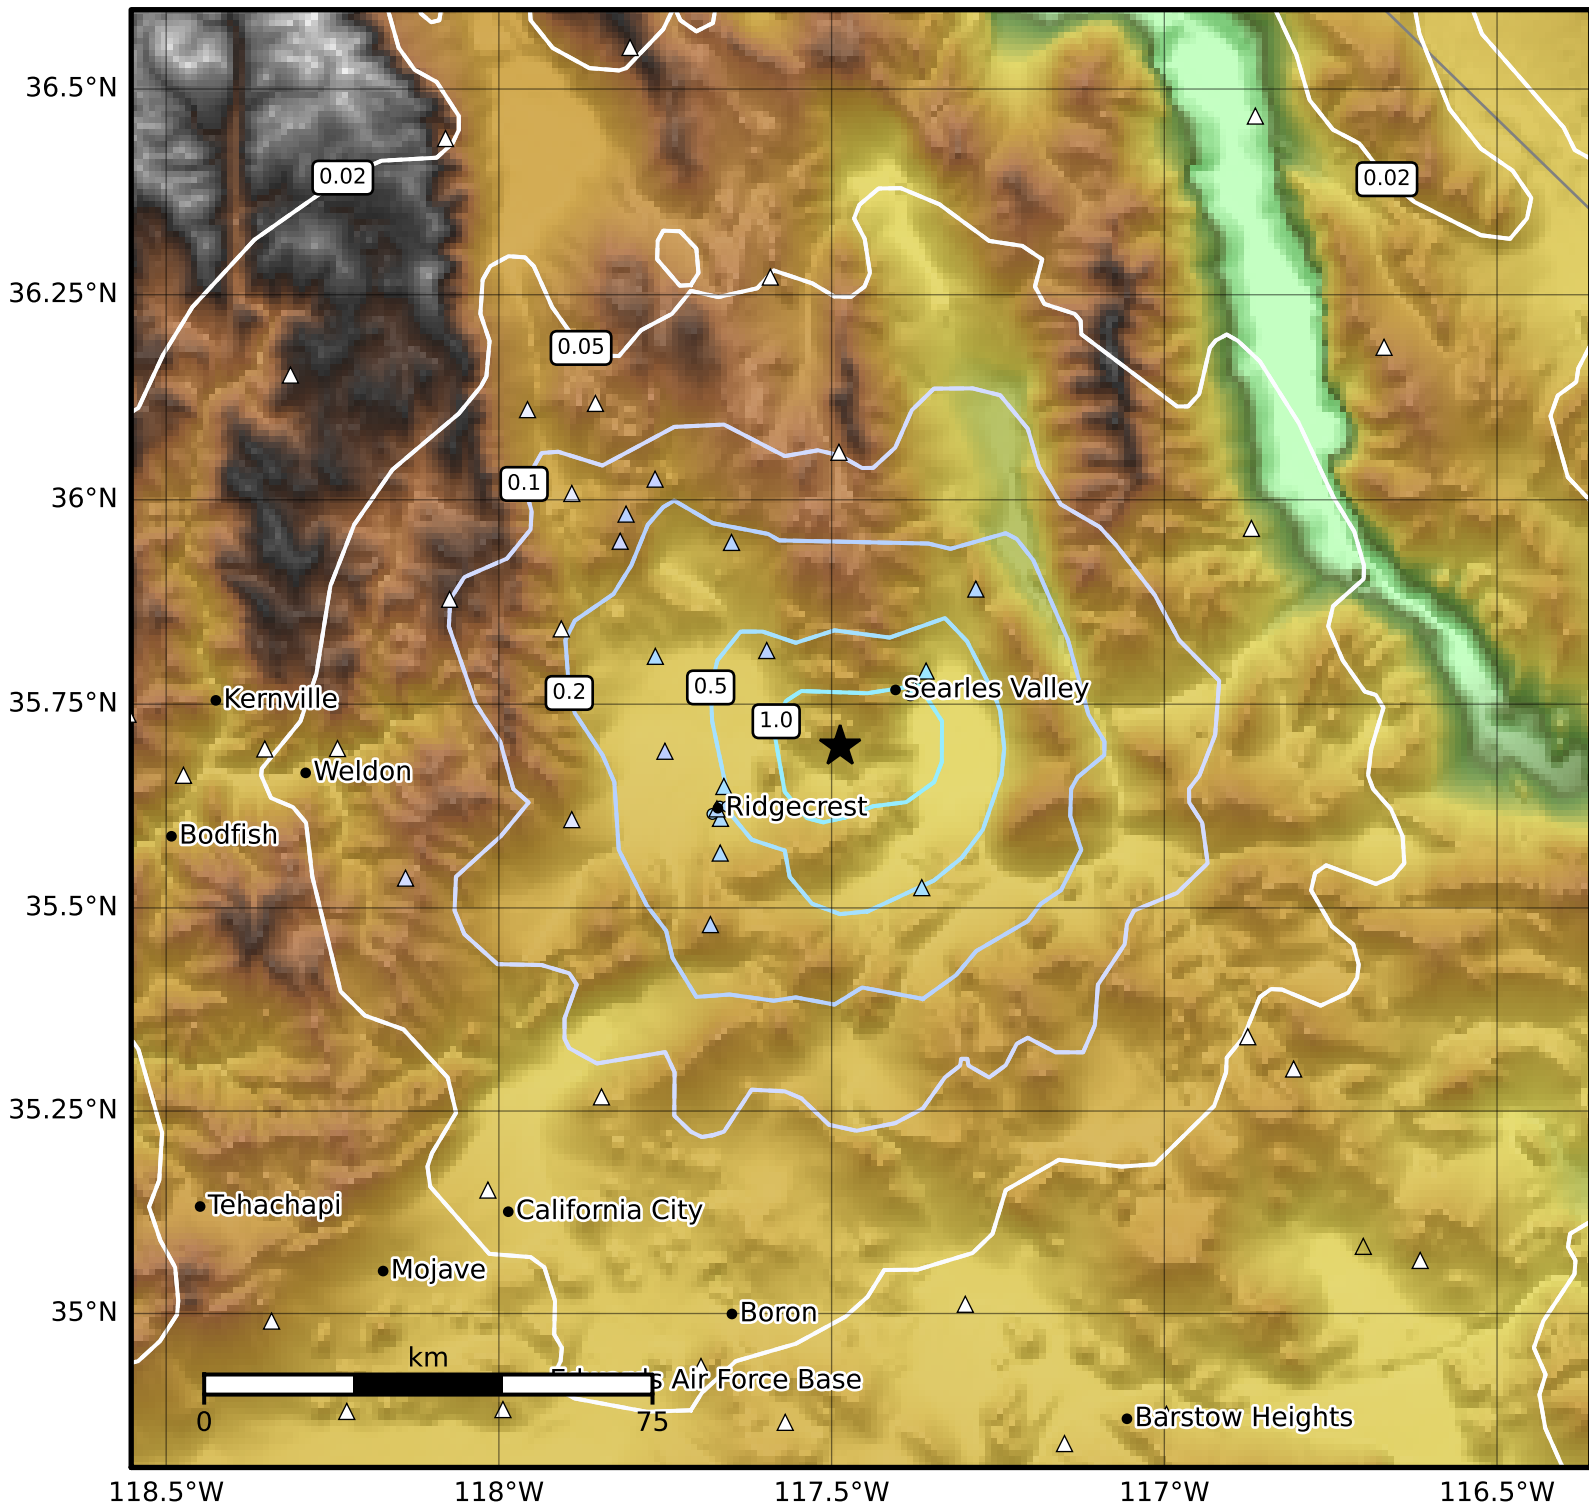 36.5°N
0.02
0.02
36.25°N
0.05
36°N
0.1
35.75°N
Kernville
0.2
0.5
Searles Valley
1.0
Weldon
Ridgecrest
Bodfish
35.5°N
35.25°N
Tehachapi
California City
Mojave
35°N
Boron
km
Air Force Base
0
75
Barstow Heights
118.5°W
118°W
117.5°W
117°W
116.5°W